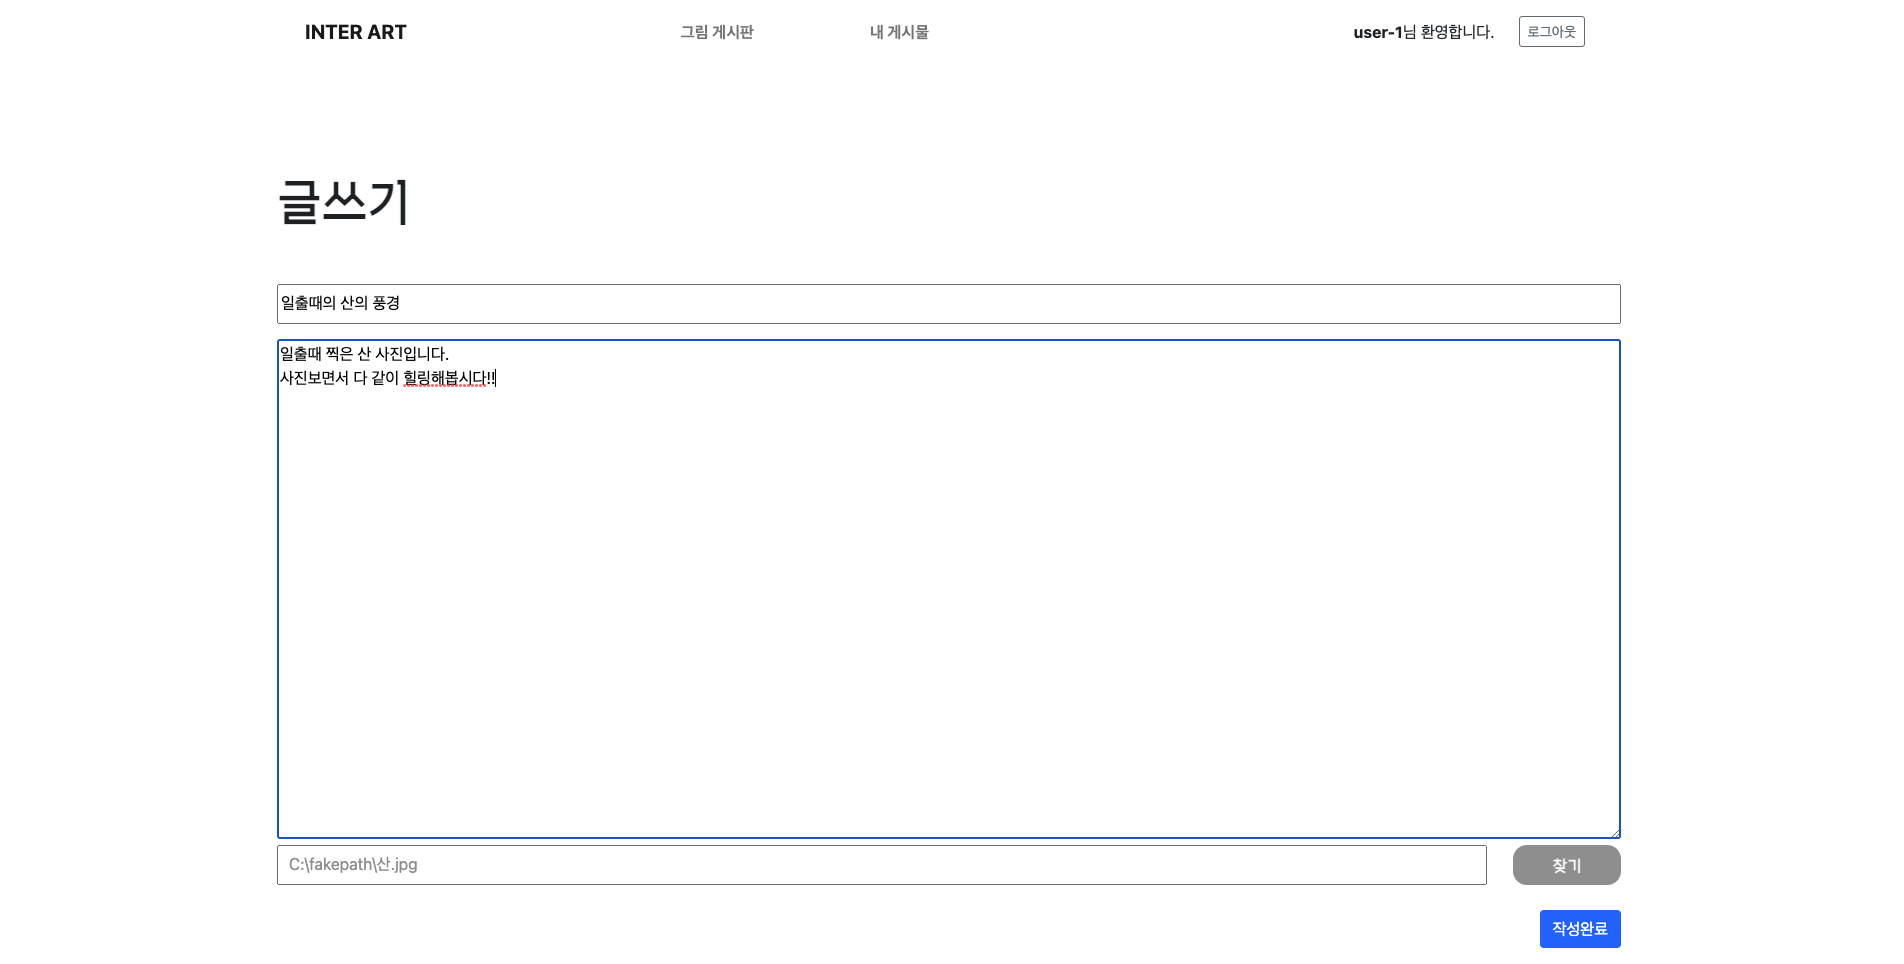 INTER ART
그림 게시판
내 게시물
user-1님 환영합니다.
로그아웃
글쓰기
일출때의 산의 풍경
일출때 찍은 산 사진입니다.
사진보면서 다 같이 힐링해봅시다!!
C:\fakepath\산.jpg
찾기
작성완료